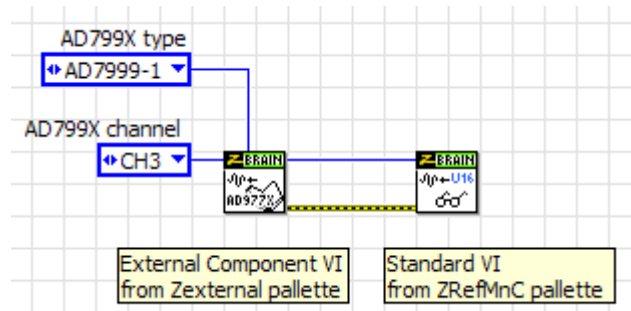 AD799X type
AD7999-1
AD799X channel
CH3
ZBRAIN
AD977X
ZBRAIN
U16
External Component VI
from Zexternal pallette
Standard VI
from ZRefMnC pallette